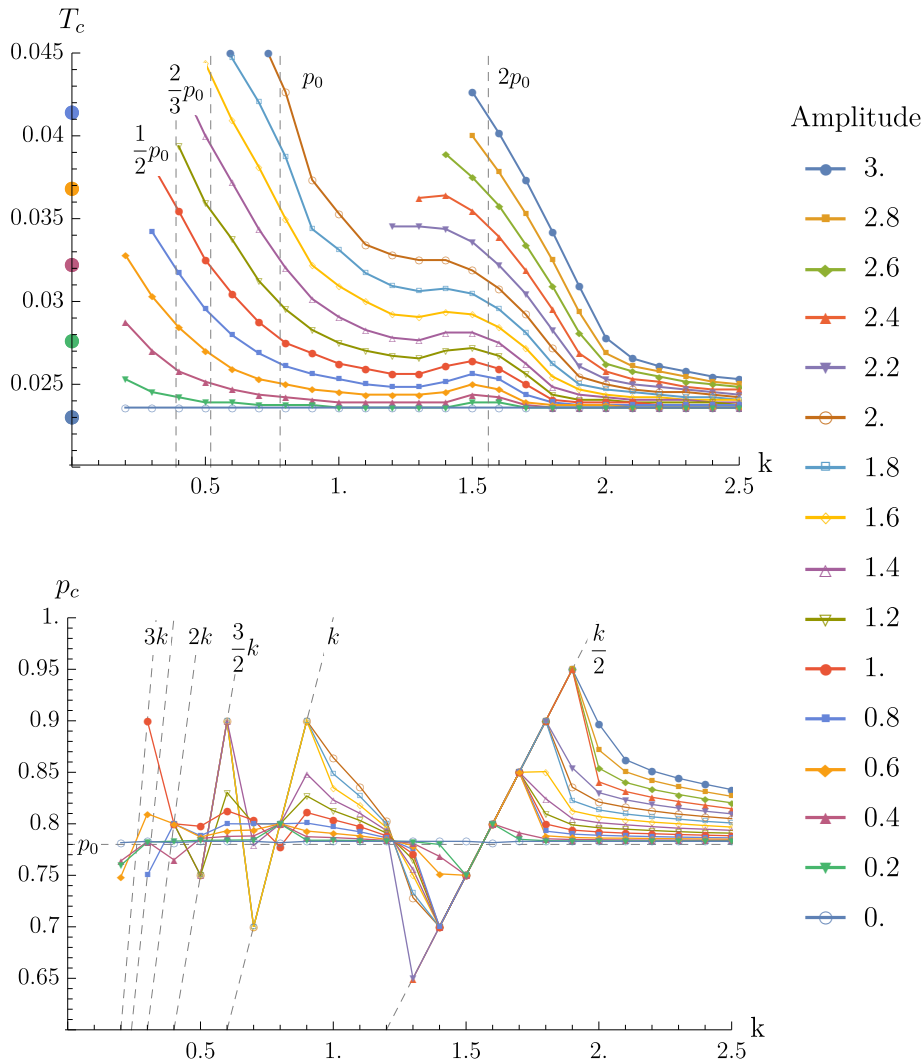 T_c
0.045
0.04
0.035
0.03
0.025
1/2 p_0
2/3 p_0
p_0
2p_0
0.5
1.
1.5
2.
2.5
k
p_c
1.
0.95
0.9
0.85
0.8
p_0
0.75
0.7
0.65
3k
2k
3/2 k
k
k/2
0.5
1.
1.5
2.
2.5
k
Amplitude
3.
2.8
2.6
2.4
2.2
2.
1.8
1.6
1.4
1.2
1.
0.8
0.6
0.4
0.2
0.